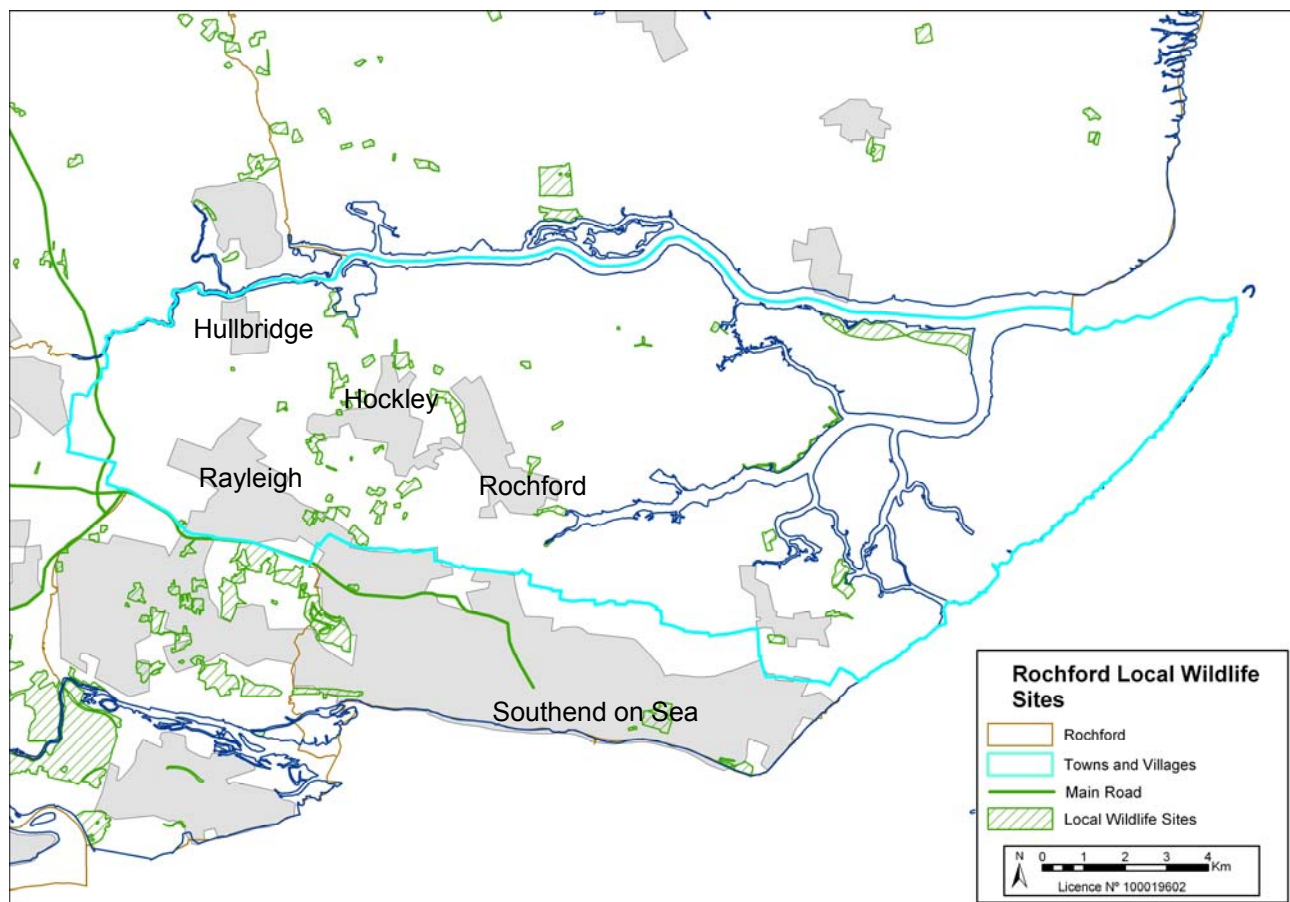 Hullbridge
Hockley
Rayleigh
Rochford
Southend on Sea
Rochford Local Wildlife
Sites
Rochford
Towns and Villages
Main Road
Local Wildlife Sites
N
0 1 2 3 4
Km
Licence Nº 100019602